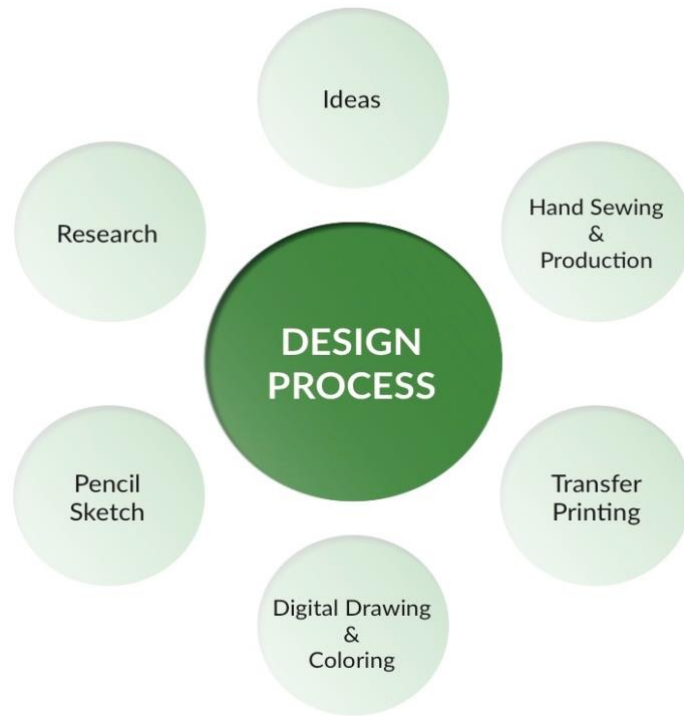 Ideas
Research
Hand Sewing
&
Production
DESIGN
PROCESS
Pencil
Sketch
Transfer
Printing
Digital Drawing
&
Coloring